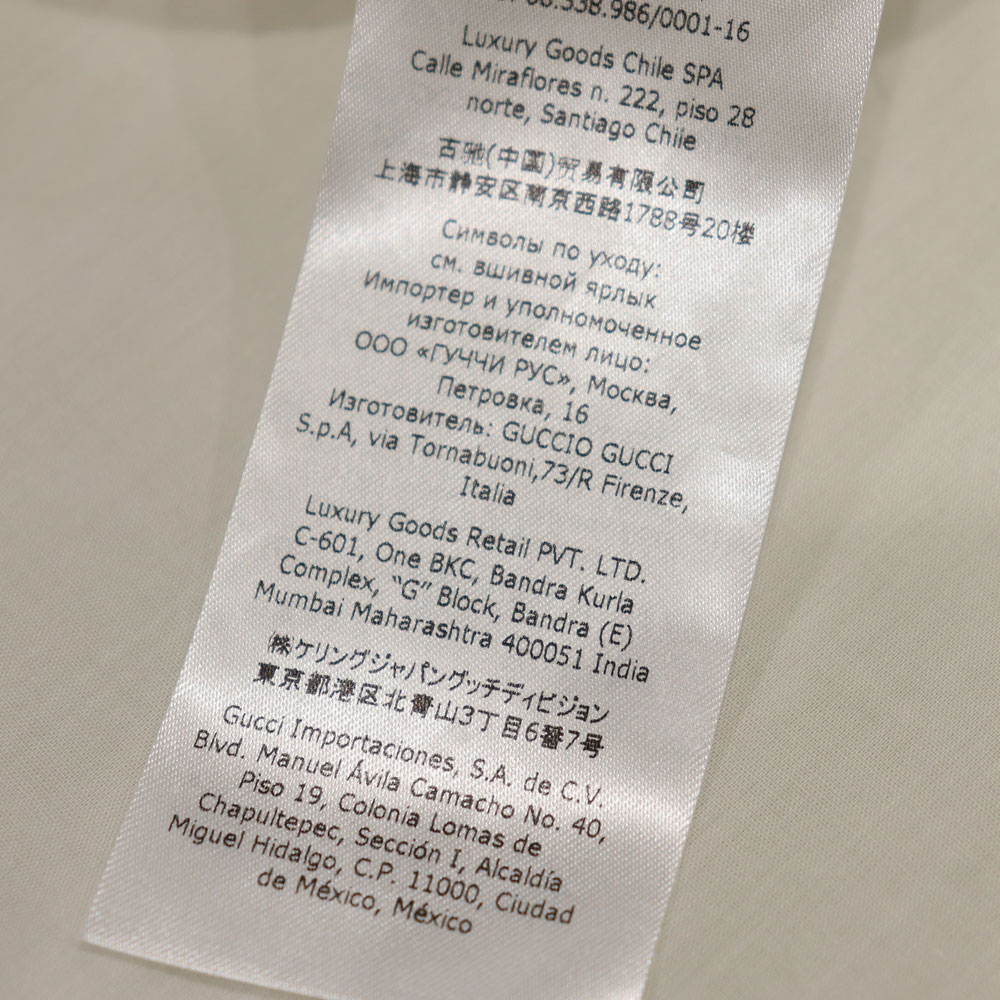 .338.986/0001-16
Luxury Goods Chile SPA
Calle Miraflores n. 222, piso 28
norte, Santiago Chile
古驰(中国)贸易有限公司
上海市静安区南京西路1788号20楼
Символы по уходу:
см. вшивной ярлык
Импортер и уполномоченное
изготовителем лицо:
ООО «ГУЧЧИ РУС», Москва,
Петровка, 16
Изготовитель: GUCCIO GUCCI
S.p.A, via Tornabuoni,73/R Firenze,
Italia
Luxury Goods Retail PVT. LTD.
C-601, One BKC, Bandra Kurla
Complex, “G” Block, Bandra (E)
Mumbai Maharashtra 400051 India
㈱ケリングジャパングッチディビジョン
東京都港区北青山3丁目6番7号
Gucci Importaciones, S.A. de C.V.
Blvd. Manuel Ávila Camacho No. 40,
Piso 19, Colonia Lomas de
Chapultepec, Sección I, Alcaldía
Miguel Hidalgo, C.P. 11000, Ciudad
de México, México